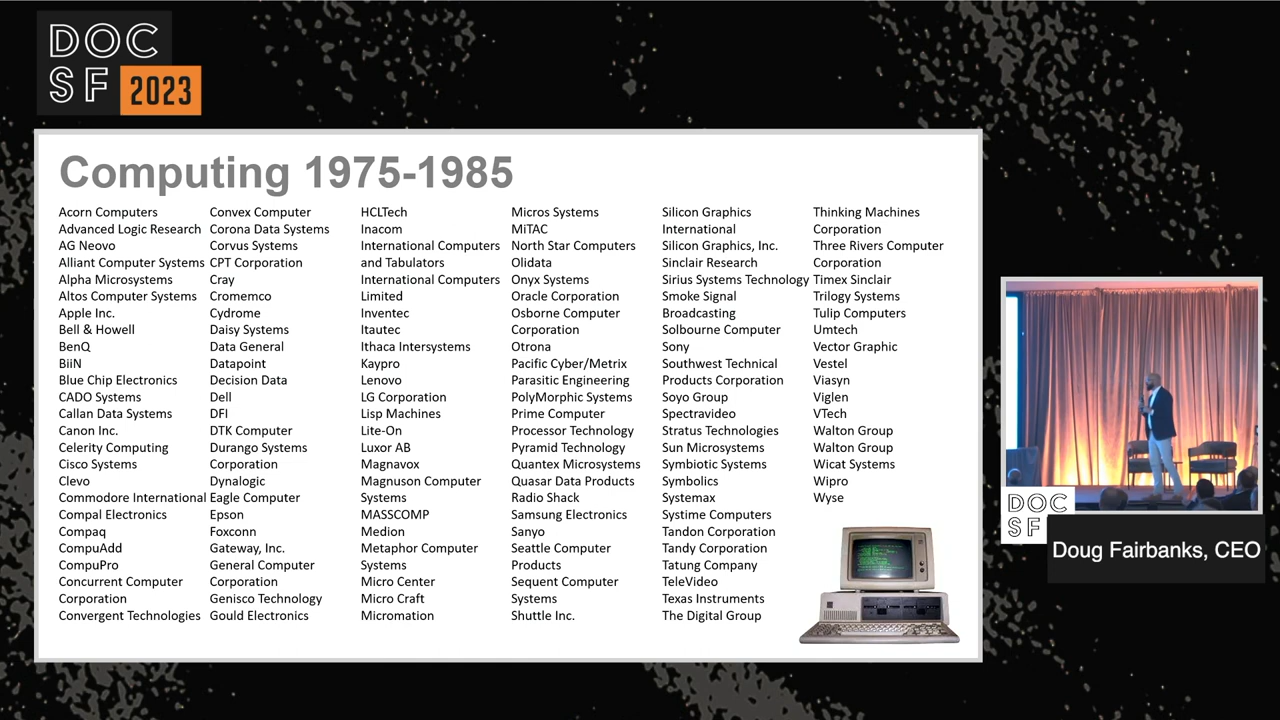 DOC
SF 2023
Computing 1975-1985
Acorn Computers
Advanced Logic Research
AG Neovo
Alliant Computer Systems
Alpha Microsystems
Altos Computer Systems
Apple Inc.
Bell & Howell
BenQ
BiiN
Blue Chip Electronics
CADO Systems
Callan Data Systems
Canon Inc.
Celerity Computing
Cisco Systems
Clevo
Commodore International
Compal Electronics
Compaq
CompuAdd
CompuPro
Concurrent Computer
Corporation
Convergent Technologies
Convex Computer
Corona Data Systems
Corvus Systems
CPT Corporation
Cray
Cromemco
Cydrome
Daisy Systems
Data General
Datapoint
Decision Data
Dell
DFI
DTK Computer
Durango Systems
Corporation
Dynalogic
Eagle Computer
Epson
Foxconn
Gateway, Inc.
General Computer
Corporation
Genisco Technology
Gould Electronics
HCLTech
Inacom
International Computers
and Tabulators
International Computers
Limited
Inventec
Itautec
Ithaca Intersystems
Kaypro
Lenovo
LG Corporation
Lisp Machines
Lite-On
Luxor AB
Magnavox
Magnuson Computer
Systems
MASSCOMP
Medion
Metaphor Computer
Systems
Micro Center
Micro Craft
Micromation
Micros Systems
MiTAC
North Star Computers
Olidata
Onyx Systems
Oracle Corporation
Osborne Computer
Corporation
Otrona
Pacific Cyber/Metrix
Parasitic Engineering
PolyMorphic Systems
Prime Computer
Processor Technology
Pyramid Technology
Quantex Microsystems
Quasar Data Products
Radio Shack
Samsung Electronics
Sanyo
Seattle Computer
Products
Sequent Computer
Systems
Shuttle Inc.
Silicon Graphics
International
Silicon Graphics, Inc.
Sinclair Research
Sirius Systems Technology
Smoke Signal
Broadcasting
Solbourne Computer
Sony
Southwest Technical
Products Corporation
Soyo Group
Spectravideo
Stratus Technologies
Sun Microsystems
Symbiotic Systems
Symbolics
Systemax
Systime Computers
Tandon Corporation
Tandy Corporation
Tatung Company
TeleVideo
Texas Instruments
The Digital Group
Thinking Machines
Corporation
Three Rivers Computer
Corporation
Timex Sinclair
Trilogy Systems
Tulip Computers
Umtech
Vector Graphic
Vestel
Viasyn
Viglen
VTech
Walton Group
Walton Group
Wicat Systems
Wipro
Wyse
DOC
SF
Doug Fairbanks, CEO